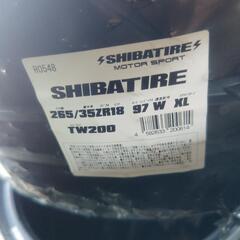 R0548
SHIBATIRE
MOTOR SPORT
265/35ZR18 97 W XL
TW200
SHIBATIRE